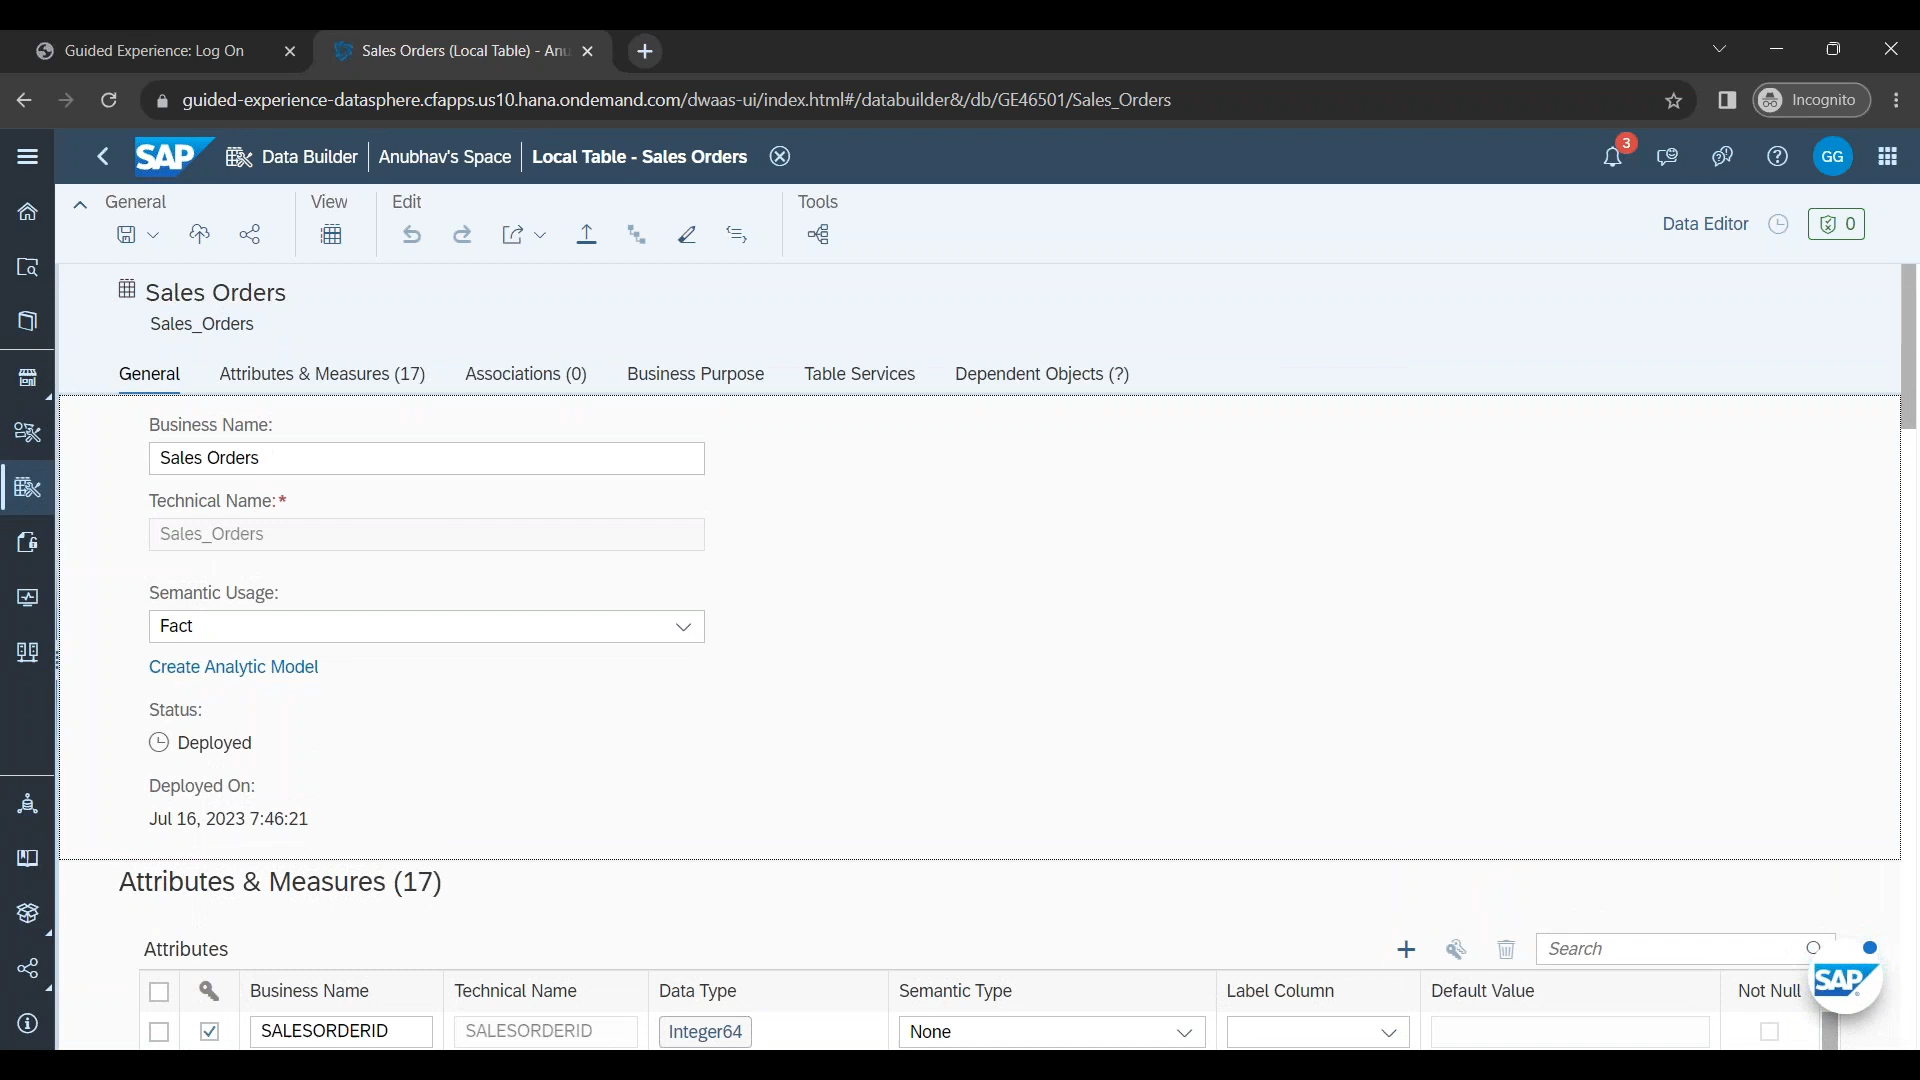 Guided Experience: Log On
Sales Orders (Local Table) - Anu
guided-experience-datasphere.cfapps.us10.hana.ondemand.com/dwaas-ui/index.html#/databuilder&/db/GE46501/Sales_Orders
Incognito
SAP
Data Builder
Anubhav's Space
Local Table - Sales Orders
3
GG
General
View
Edit
Tools
Data Editor
0
Sales Orders
Sales_Orders
General
Attributes & Measures (17)
Associations (0)
Business Purpose
Table Services
Dependent Objects (?)
Business Name:
Sales Orders
Technical Name:*
Sales_Orders
Semantic Usage:
Fact
Create Analytic Model
Status:
Deployed
Deployed On:
Jul 16, 2023 7:46:21
Attributes & Measures (17)
Attributes
Search
SAP
Business Name
Technical Name
Data Type
Semantic Type
Label Column
Default Value
Not Null
SALESORDERID
SALESORDERID
Integer64
None